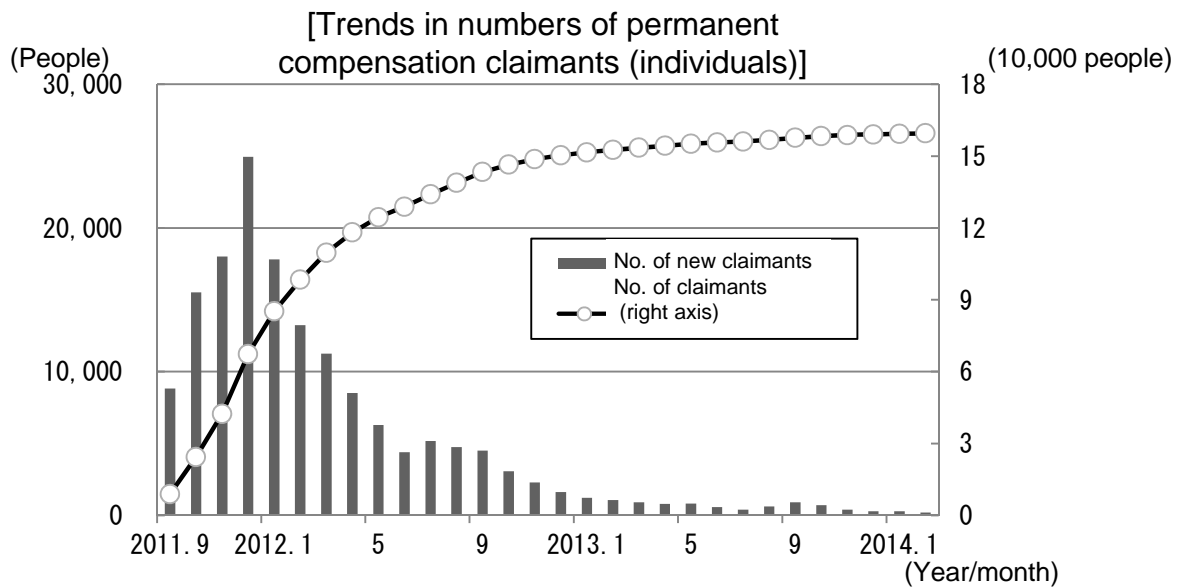 [Trends in numbers of permanent
compensation claimants (individuals)]
(People)
(10,000 people)
30,000
20,000
10,000
0
18
15
12
9
6
3
0
No. of new claimants
No. of claimants
(right axis)
2011.9 2012.1 5 9 2013.1 5 9 2014.1
(Year/month)